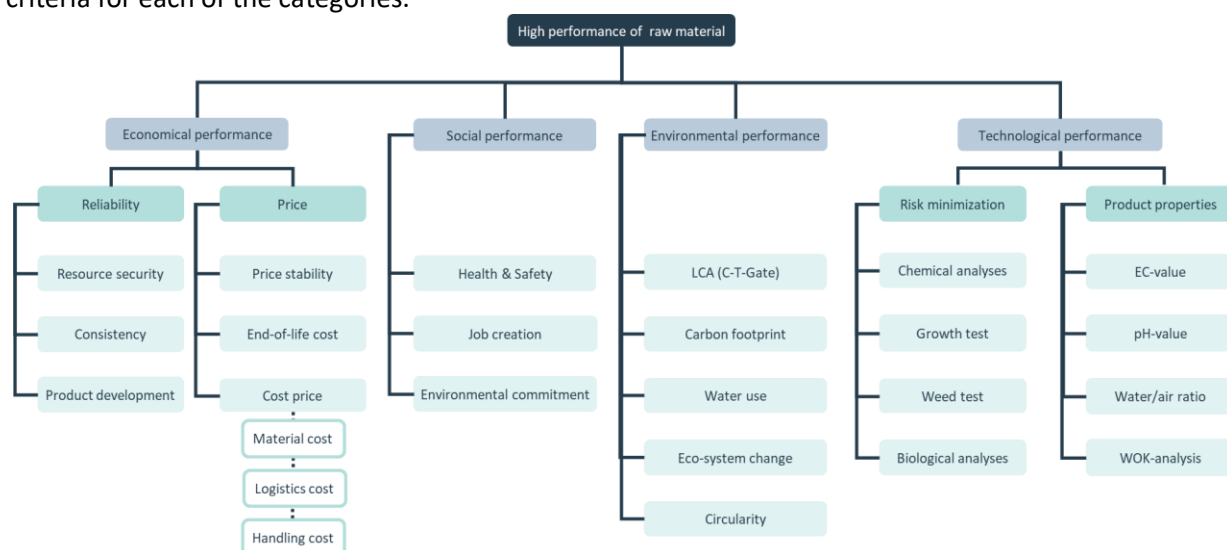 criteria for each of the categories.
High performance of raw material
Economical performance
Social performance
Environmental performance
Technological performance
Reliability
Price
Risk minimization
Product properties
Resource security
Price stability
Health & Safety
LCA (C-T-Gate)
Chemical analyses
EC-value
Consistency
End-of-life cost
Job creation
Carbon footprint
Growth test
pH-value
Product development
Cost price
Environmental commitment
Water use
Weed test
Water/air ratio
Material cost
Eco-system change
Biological analyses
WOK-analysis
Logistics cost
Circularity
Handling cost